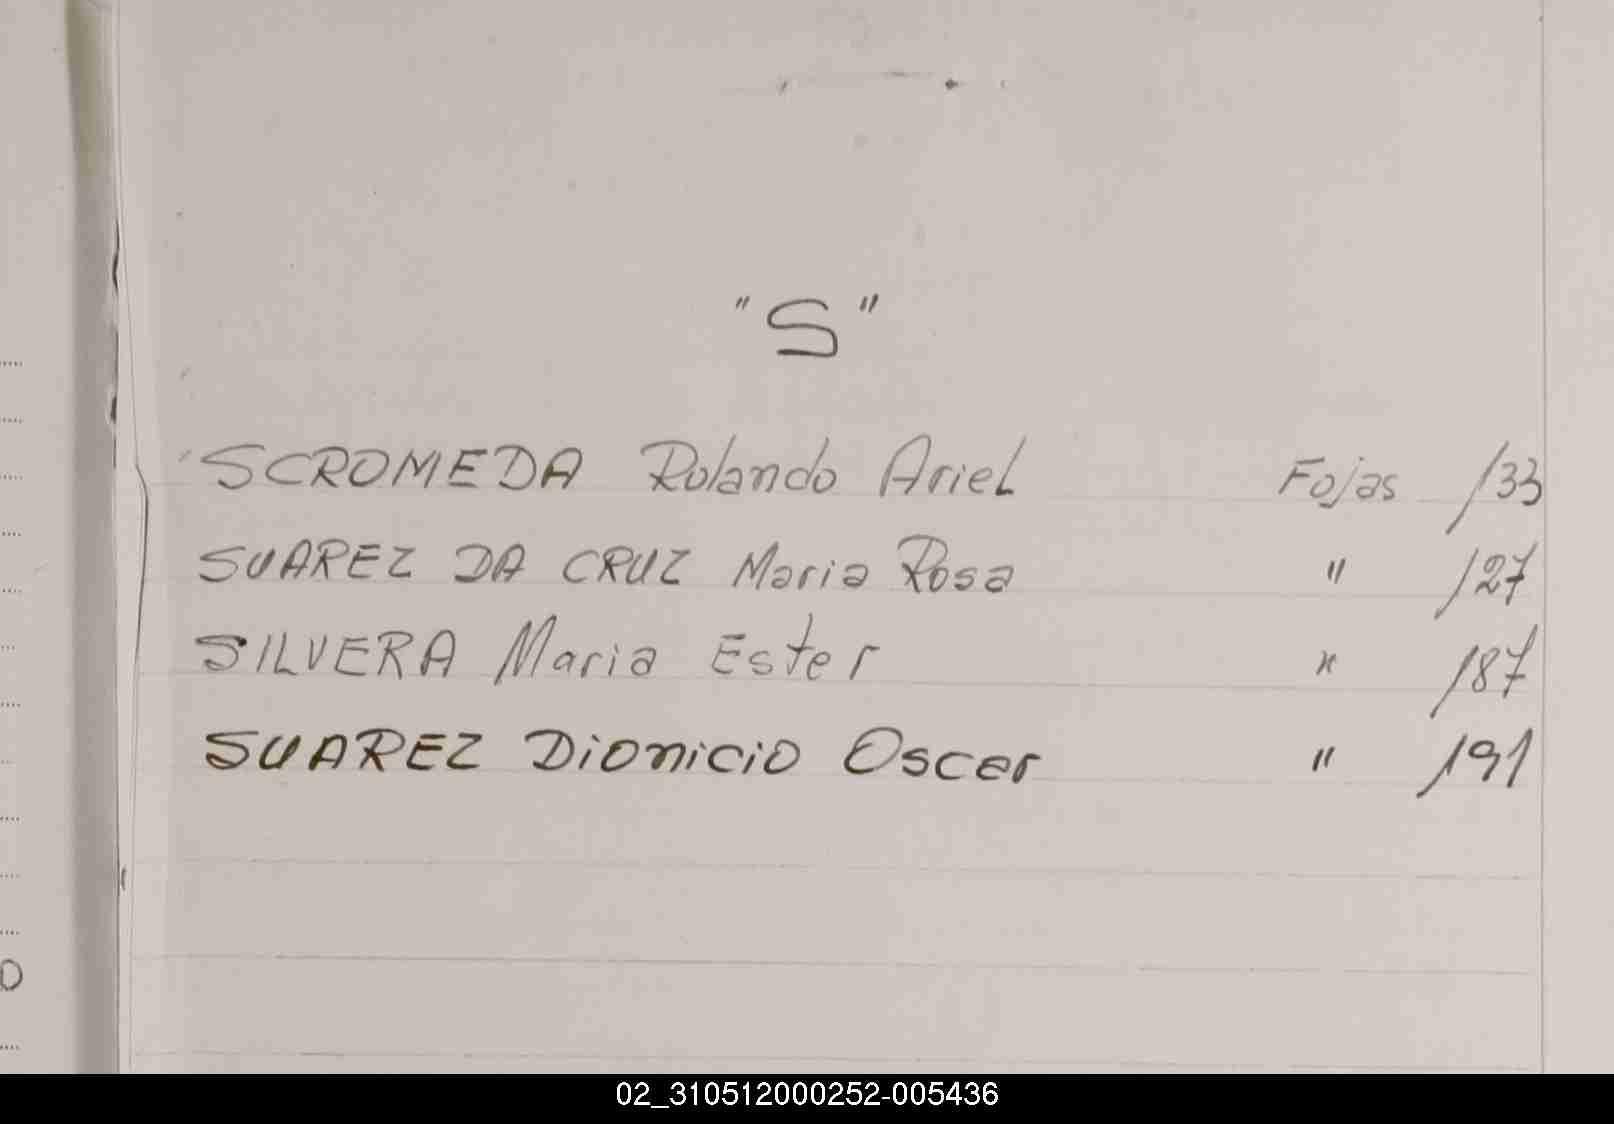 "S"
SCROMEDA Rolando Ariel Fojas 133
SUAREZ DA CRUZ Maria Rosa " 127
SILVERA Maria Ester " 187
SUAREZ Dionicio Oscar " 191
02_310512000252-005436